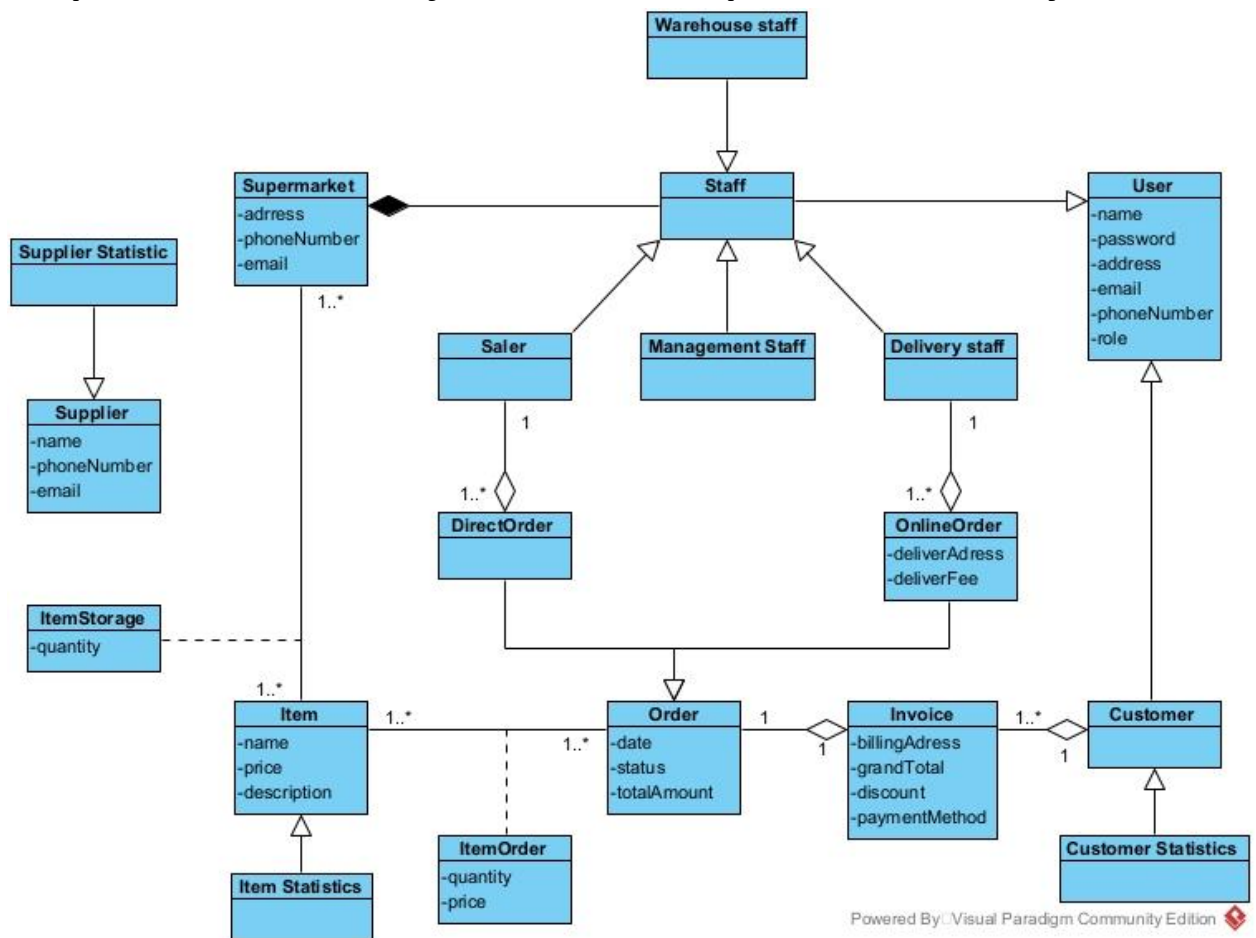 Warehouse staff
Supermarket
-adrress
-phoneNumber
-email
Staff
User
-name
-password
-address
-email
-phoneNumber
-role
Supplier Statistic
1..*
Saler
Management Staff
Delivery staff
1
1
Supplier
-name
-phoneNumber
-email
1..*
1..*
DirectOrder
OnlineOrder
-deliverAdress
-deliverFee
ItemStorage
-quantity
1..*
Item
-name
-price
-description
1..*
1..*
Order
-date
-status
-totalAmount
1
1
Invoice
-billingAdress
-grandTotal
-discount
-paymentMethod
1..*
1
Customer
ItemOrder
-quantity
-price
Item Statistics
Customer Statistics
Powered By Visual Paradigm Community Edition